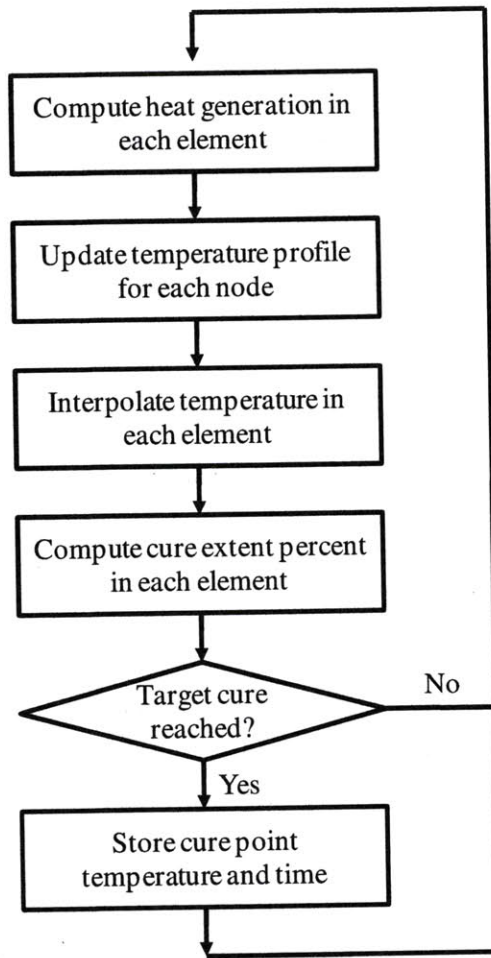 Compute heat generation in
each element
Update temperature profile
for each node
Interpolate temperature in
each element
Compute cure extent percent
in each element
Target cure
reached?
No
Yes
Store cure point
temperature and time